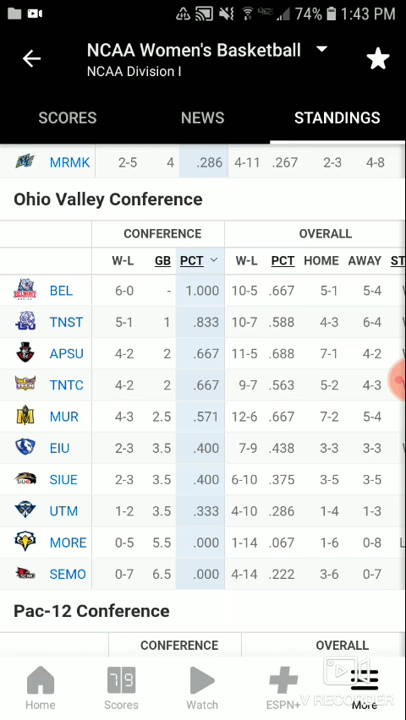 74% 1:43 PM
NCAA Women's Basketball
NCAA Division I
SCORES NEWS STANDINGS
MRMK 2-5 4 .286 4-11 .267 2-3 4-8
Ohio Valley Conference
CONFERENCE OVERALL
W-L GB PCT W-L PCT HOME AWAY ST
BEL 6-0 - 1.000 10-5 .667 5-1 5-4
TNST 5-1 1 .833 10-7 .588 4-3 6-4
APSU 4-2 2 .667 11-5 .688 7-1 4-2
TNTC 4-2 2 .667 9-7 .563 5-2 4-3
MUR 4-3 2.5 .571 12-6 .667 7-2 5-4
EIU 2-3 3.5 .400 7-9 .438 3-3 3-3
SIUE 2-3 3.5 .400 6-10 .375 3-5 3-5
UTM 1-2 3.5 .333 4-10 .286 1-4 1-3
MORE 0-5 5.5 .000 1-14 .067 1-6 0-8 L
SEMO 0-7 6.5 .000 4-14 .222 3-6 0-7
Pac-12 Conference
CONFERENCE OVERALL
79
Home Scores Watch ESPN+ More
V RECORDER